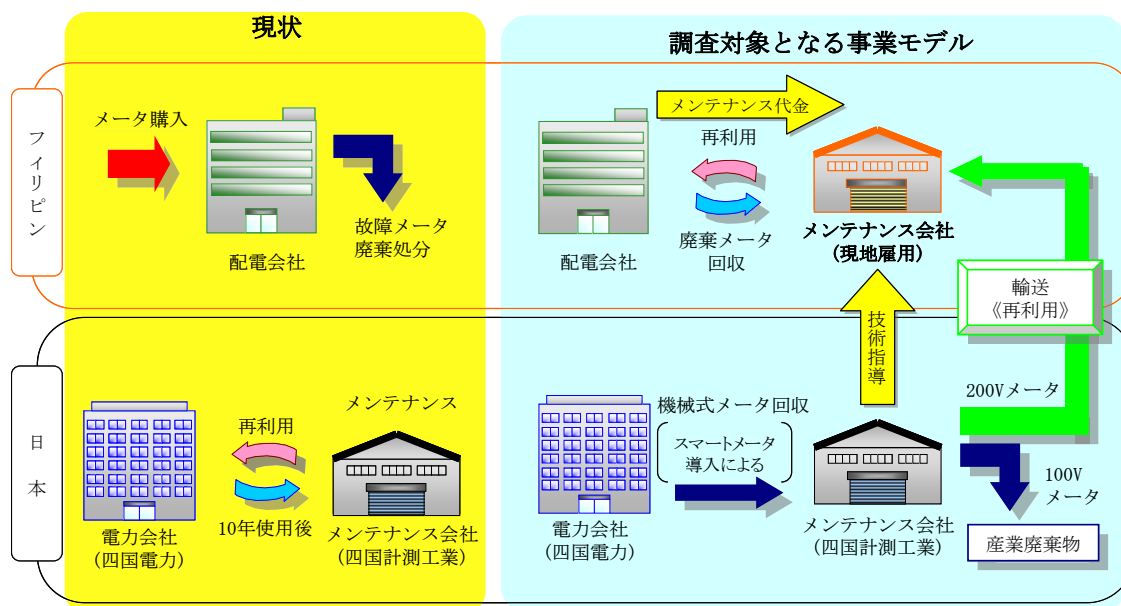 現状
調査対象となる事業モデル
フィリピン
メータ購入
配電会社
故障メータ
廃棄処分
メンテナンス代金
再利用
廃棄メータ
回収
配電会社
メンテナンス会社
(現地雇用)
輸送
《再利用》
技術指導
200Vメータ
日本
メンテナンス
再利用
10年使用後
電力会社
(四国電力)
メンテナンス会社
(四国計測工業)
機械式メータ回収
スマートメータ
導入による
電力会社
(四国電力)
メンテナンス会社
(四国計測工業)
100V
メータ
産業廃棄物